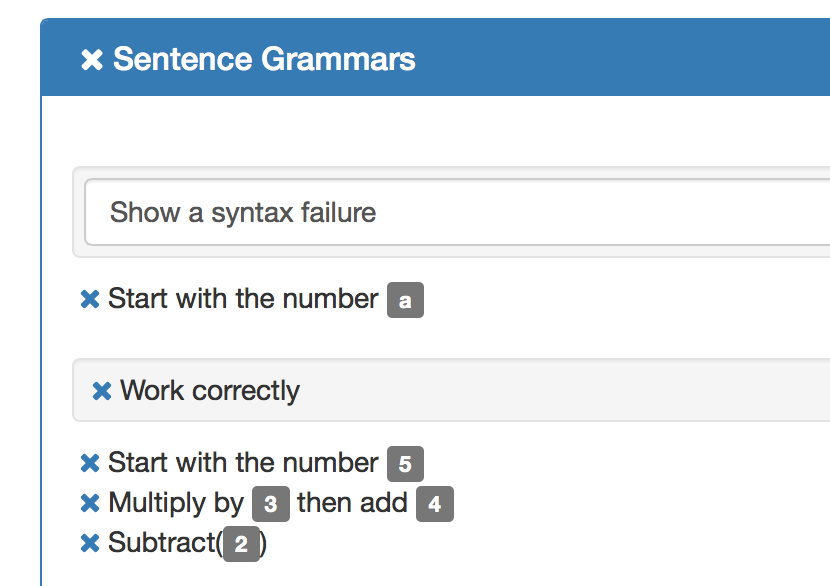 Sentence Grammars
Show a syntax failure
Start with the number a
Work correctly
Start with the number 5
Multiply by 3 then add 4
Subtract(2)